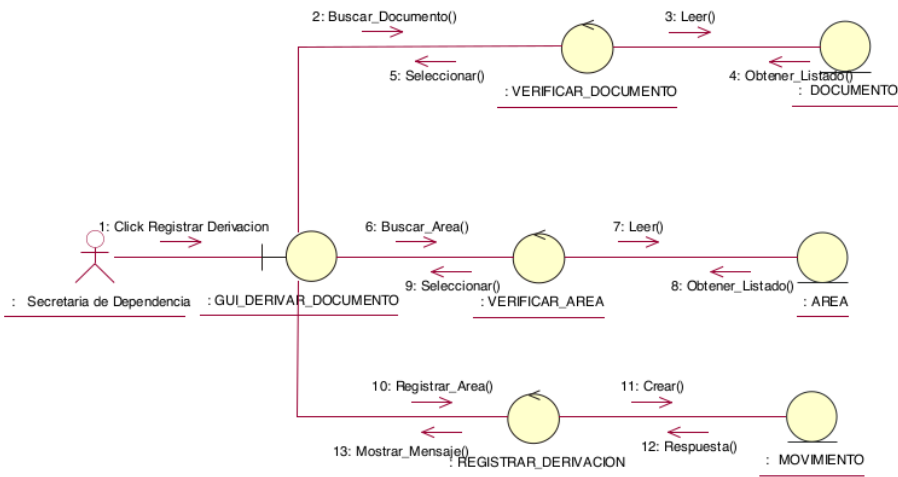 2: Buscar_Documento()
3: Leer()
5: Seleccionar()
4: Obtener_Listado()
: VERIFICAR_DOCUMENTO
: DOCUMENTO
1: Click Registrar Derivacion
6: Buscar_Area()
7: Leer()
9: Seleccionar()
8: Obtener_Listado()
: Secretaria de Dependencia
: GUI_DERIVAR_DOCUMENTO
: VERIFICAR_AREA
: AREA
10: Registrar_Area()
11: Crear()
13: Mostrar_Mensaje()
12: Respuesta()
: REGISTRAR_DERIVACION
: MOVIMIENTO